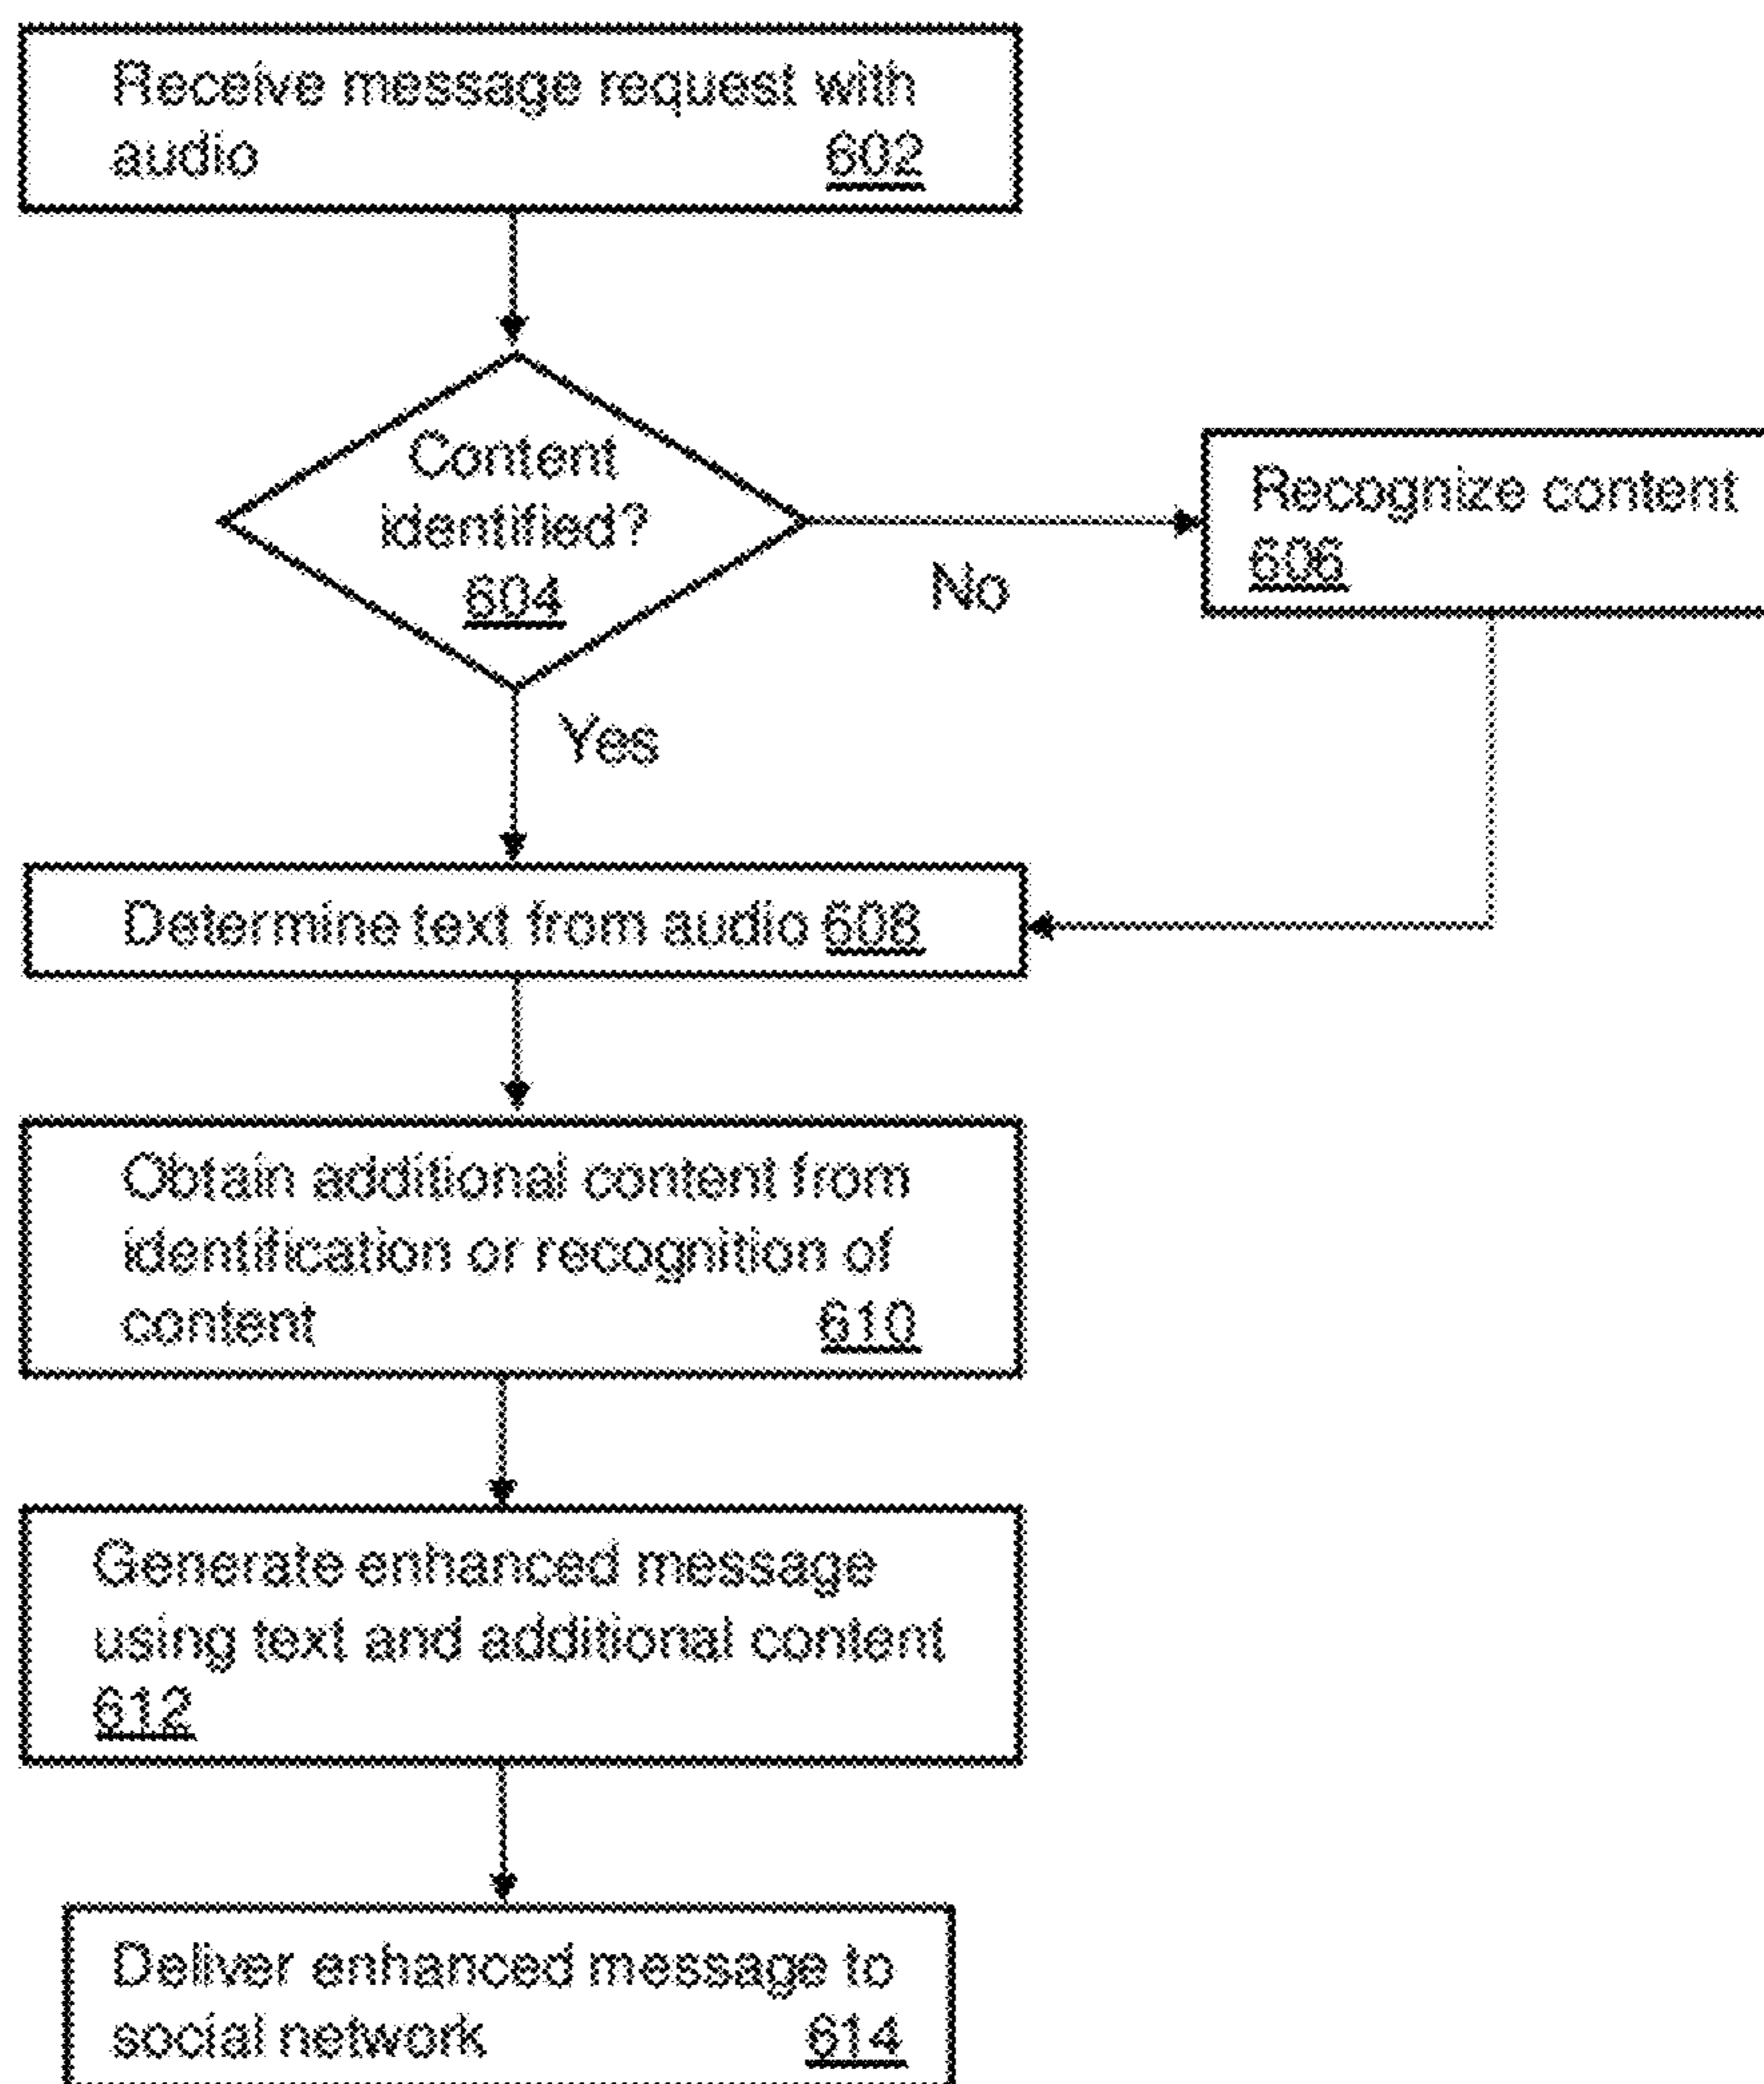 Receive message request with
audio 602
Content
identified?
604
No
Recognize content
606
Yes
Determine text from audio 608
Obtain additional content from
identification or recognition of
content 610
Generate enhanced message
using text and additional content
612
Deliver enhanced message to
social network 614